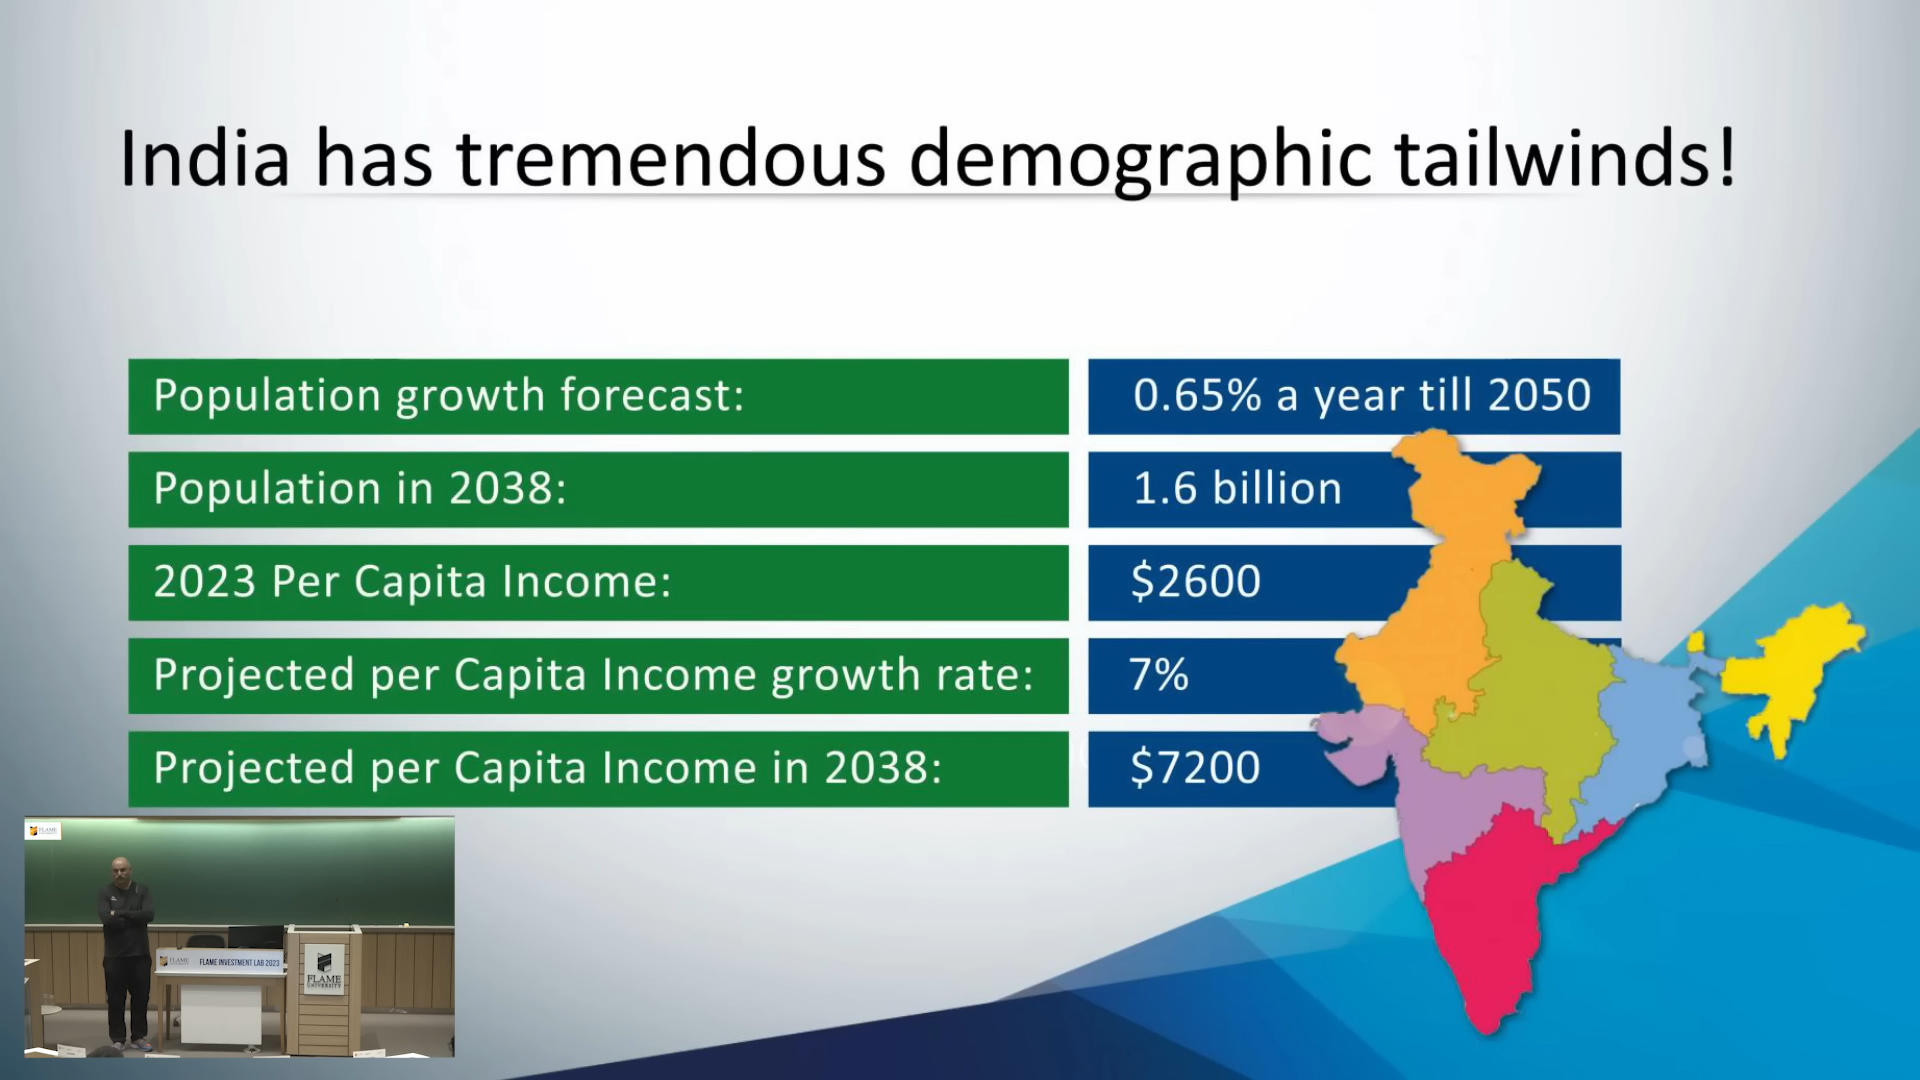 India has tremendous demographic tailwinds!
Population growth forecast: 0.65% a year till 2050
Population in 2038: 1.6 billion
2023 Per Capita Income: $2600
Projected per Capita Income growth rate: 7%
Projected per Capita Income in 2038: $7200
FLAME
FLAME
FLAME INVESTMENT LAB 2023
FLAME
UNIVERSITY